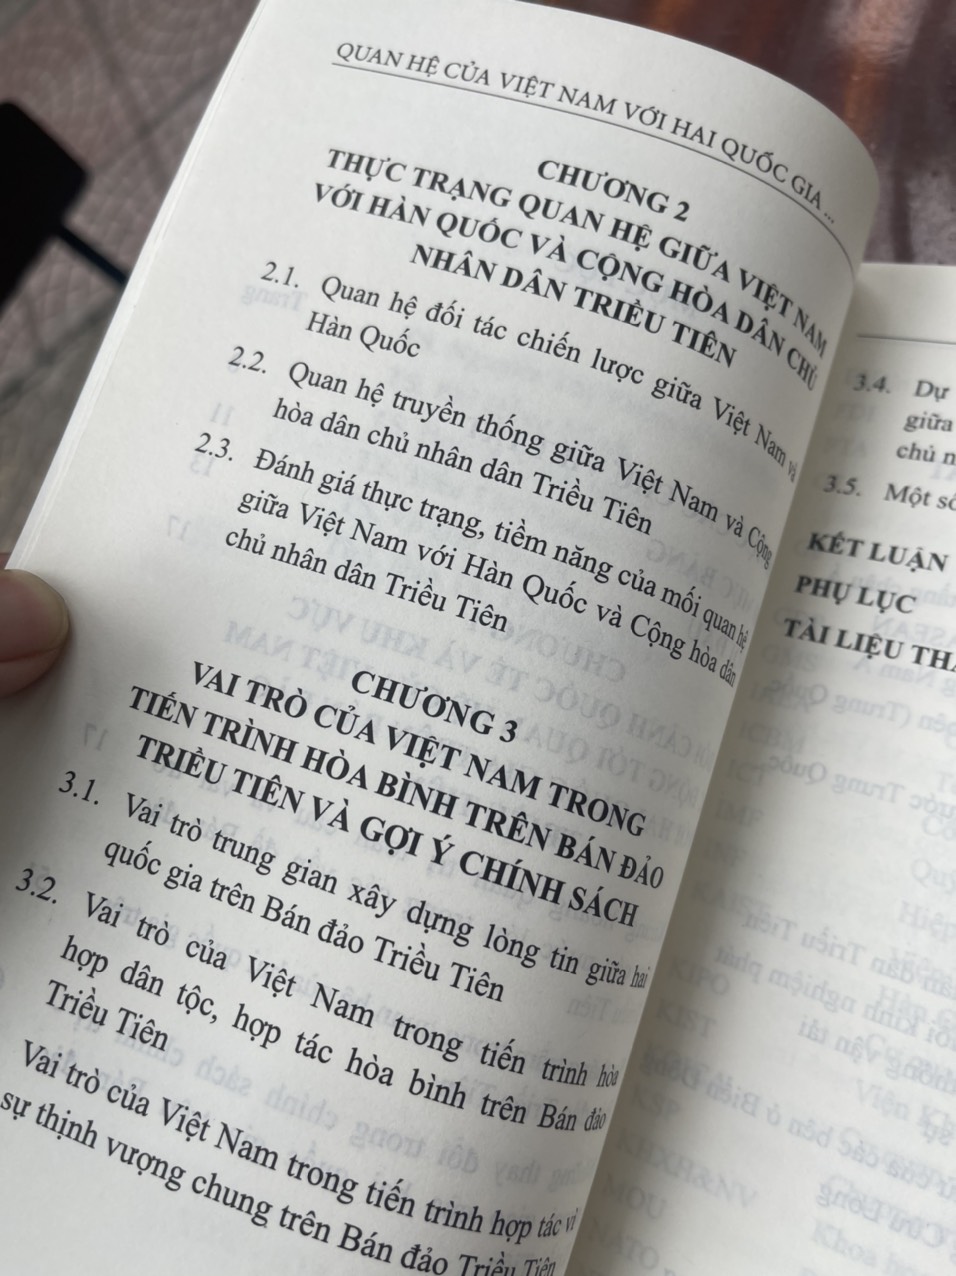 QUAN HỆ CỦA VIỆT NAM VỚI HAI QUỐC GIA ...
CHƯƠNG 2
THỰC TRẠNG QUAN HỆ GIỮA VIỆT NAM
VỚI HÀN QUỐC VÀ CỘNG HÒA DÂN CHỦ
NHÂN DÂN TRIỀU TIÊN
2.1. Quan hệ đối tác chiến lược giữa Việt Nam và
Hàn Quốc
2.2. Quan hệ truyền thống giữa Việt Nam và Cộng
hòa dân chủ nhân dân Triều Tiên
2.3. Đánh giá thực trạng, tiềm năng của mối quan hệ
giữa Việt Nam với Hàn Quốc và Cộng hòa dân
chủ nhân dân Triều Tiên
CHƯƠNG 3
VAI TRÒ CỦA VIỆT NAM TRONG
TIẾN TRÌNH HÒA BÌNH TRÊN BÁN ĐẢO
TRIỀU TIÊN VÀ GỢI Ý CHÍNH SÁCH
3.1. Vai trò trung gian xây dựng lòng tin giữa hai
quốc gia trên Bán đảo Triều Tiên
3.2. Vai trò của Việt Nam trong tiến trình hòa
hợp dân tộc, hợp tác hòa bình trên Bán đảo
Triều Tiên
Vai trò của Việt Nam trong tiến trình hợp tác vì
sự thịnh vượng chung trên Bán đảo Triều Tiên
3.4. Dự
giữa
chủ n
3.5. Một số
KẾT LUẬN
PHỤ LỤC
TÀI LIỆU THA